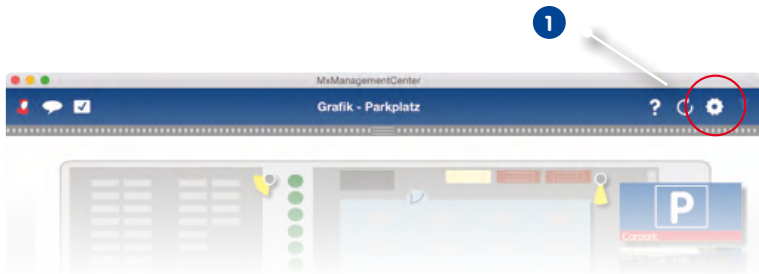 1
MxManagementCenter
Grafik - Parkplatz
?
P
Carpark